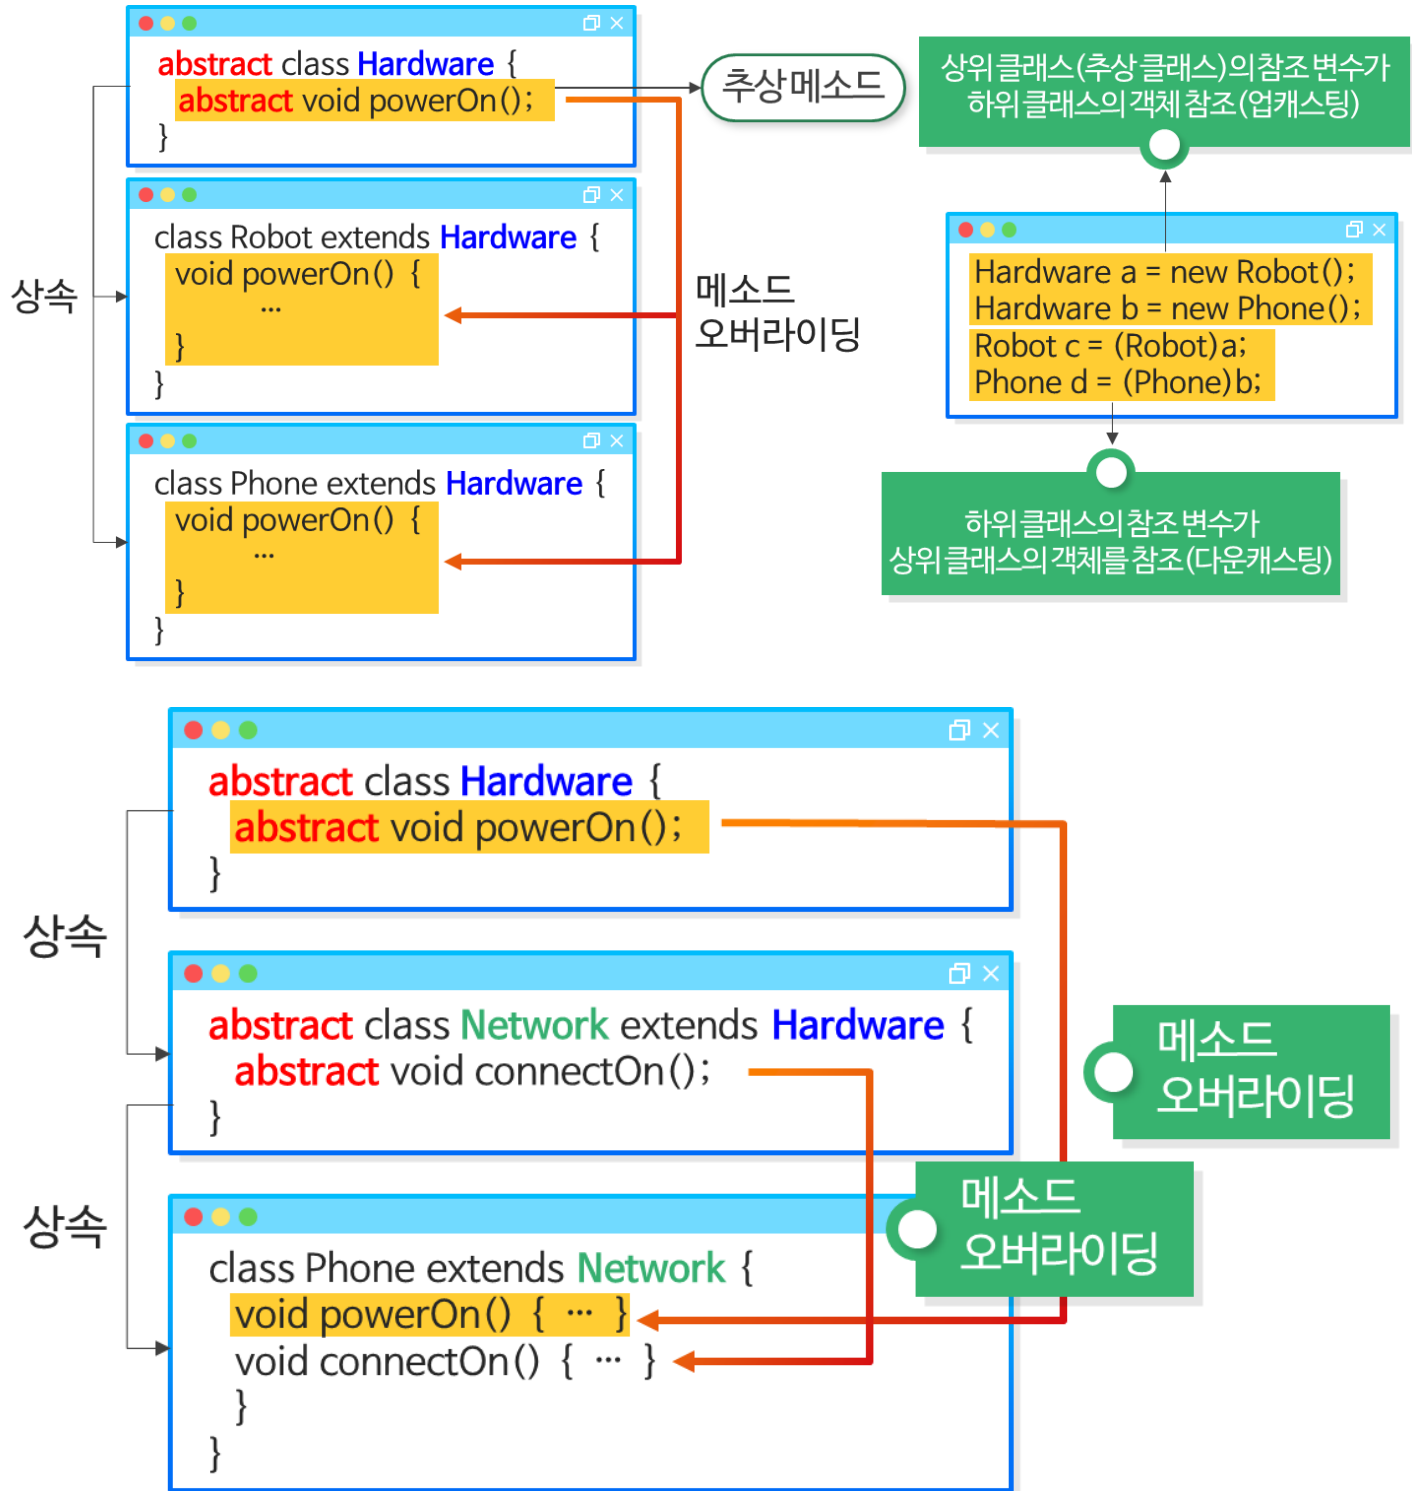 abstract class Hardware {
abstract void powerOn();
}
추상 메소드
상위 클래스(추상 클래스)의 참조 변수가
하위 클래스의 객체 참조(업캐스팅)
상속
class Robot extends Hardware {
void powerOn() {
...
}
}
메소드
오버라이딩
Hardware a = new Robot();
Hardware b = new Phone();
Robot c = (Robot)a;
Phone d = (Phone)b;
class Phone extends Hardware {
void powerOn() {
...
}
}
하위 클래스의 참조 변수가
상위 클래스의 객체를 참조(다운캐스팅)
abstract class Hardware {
abstract void powerOn();
}
상속
abstract class Network extends Hardware {
abstract void connectOn();
}
메소드
오버라이딩
상속
메소드
오버라이딩
class Phone extends Network {
void powerOn() { ... }
void connectOn() { ... }
}
}